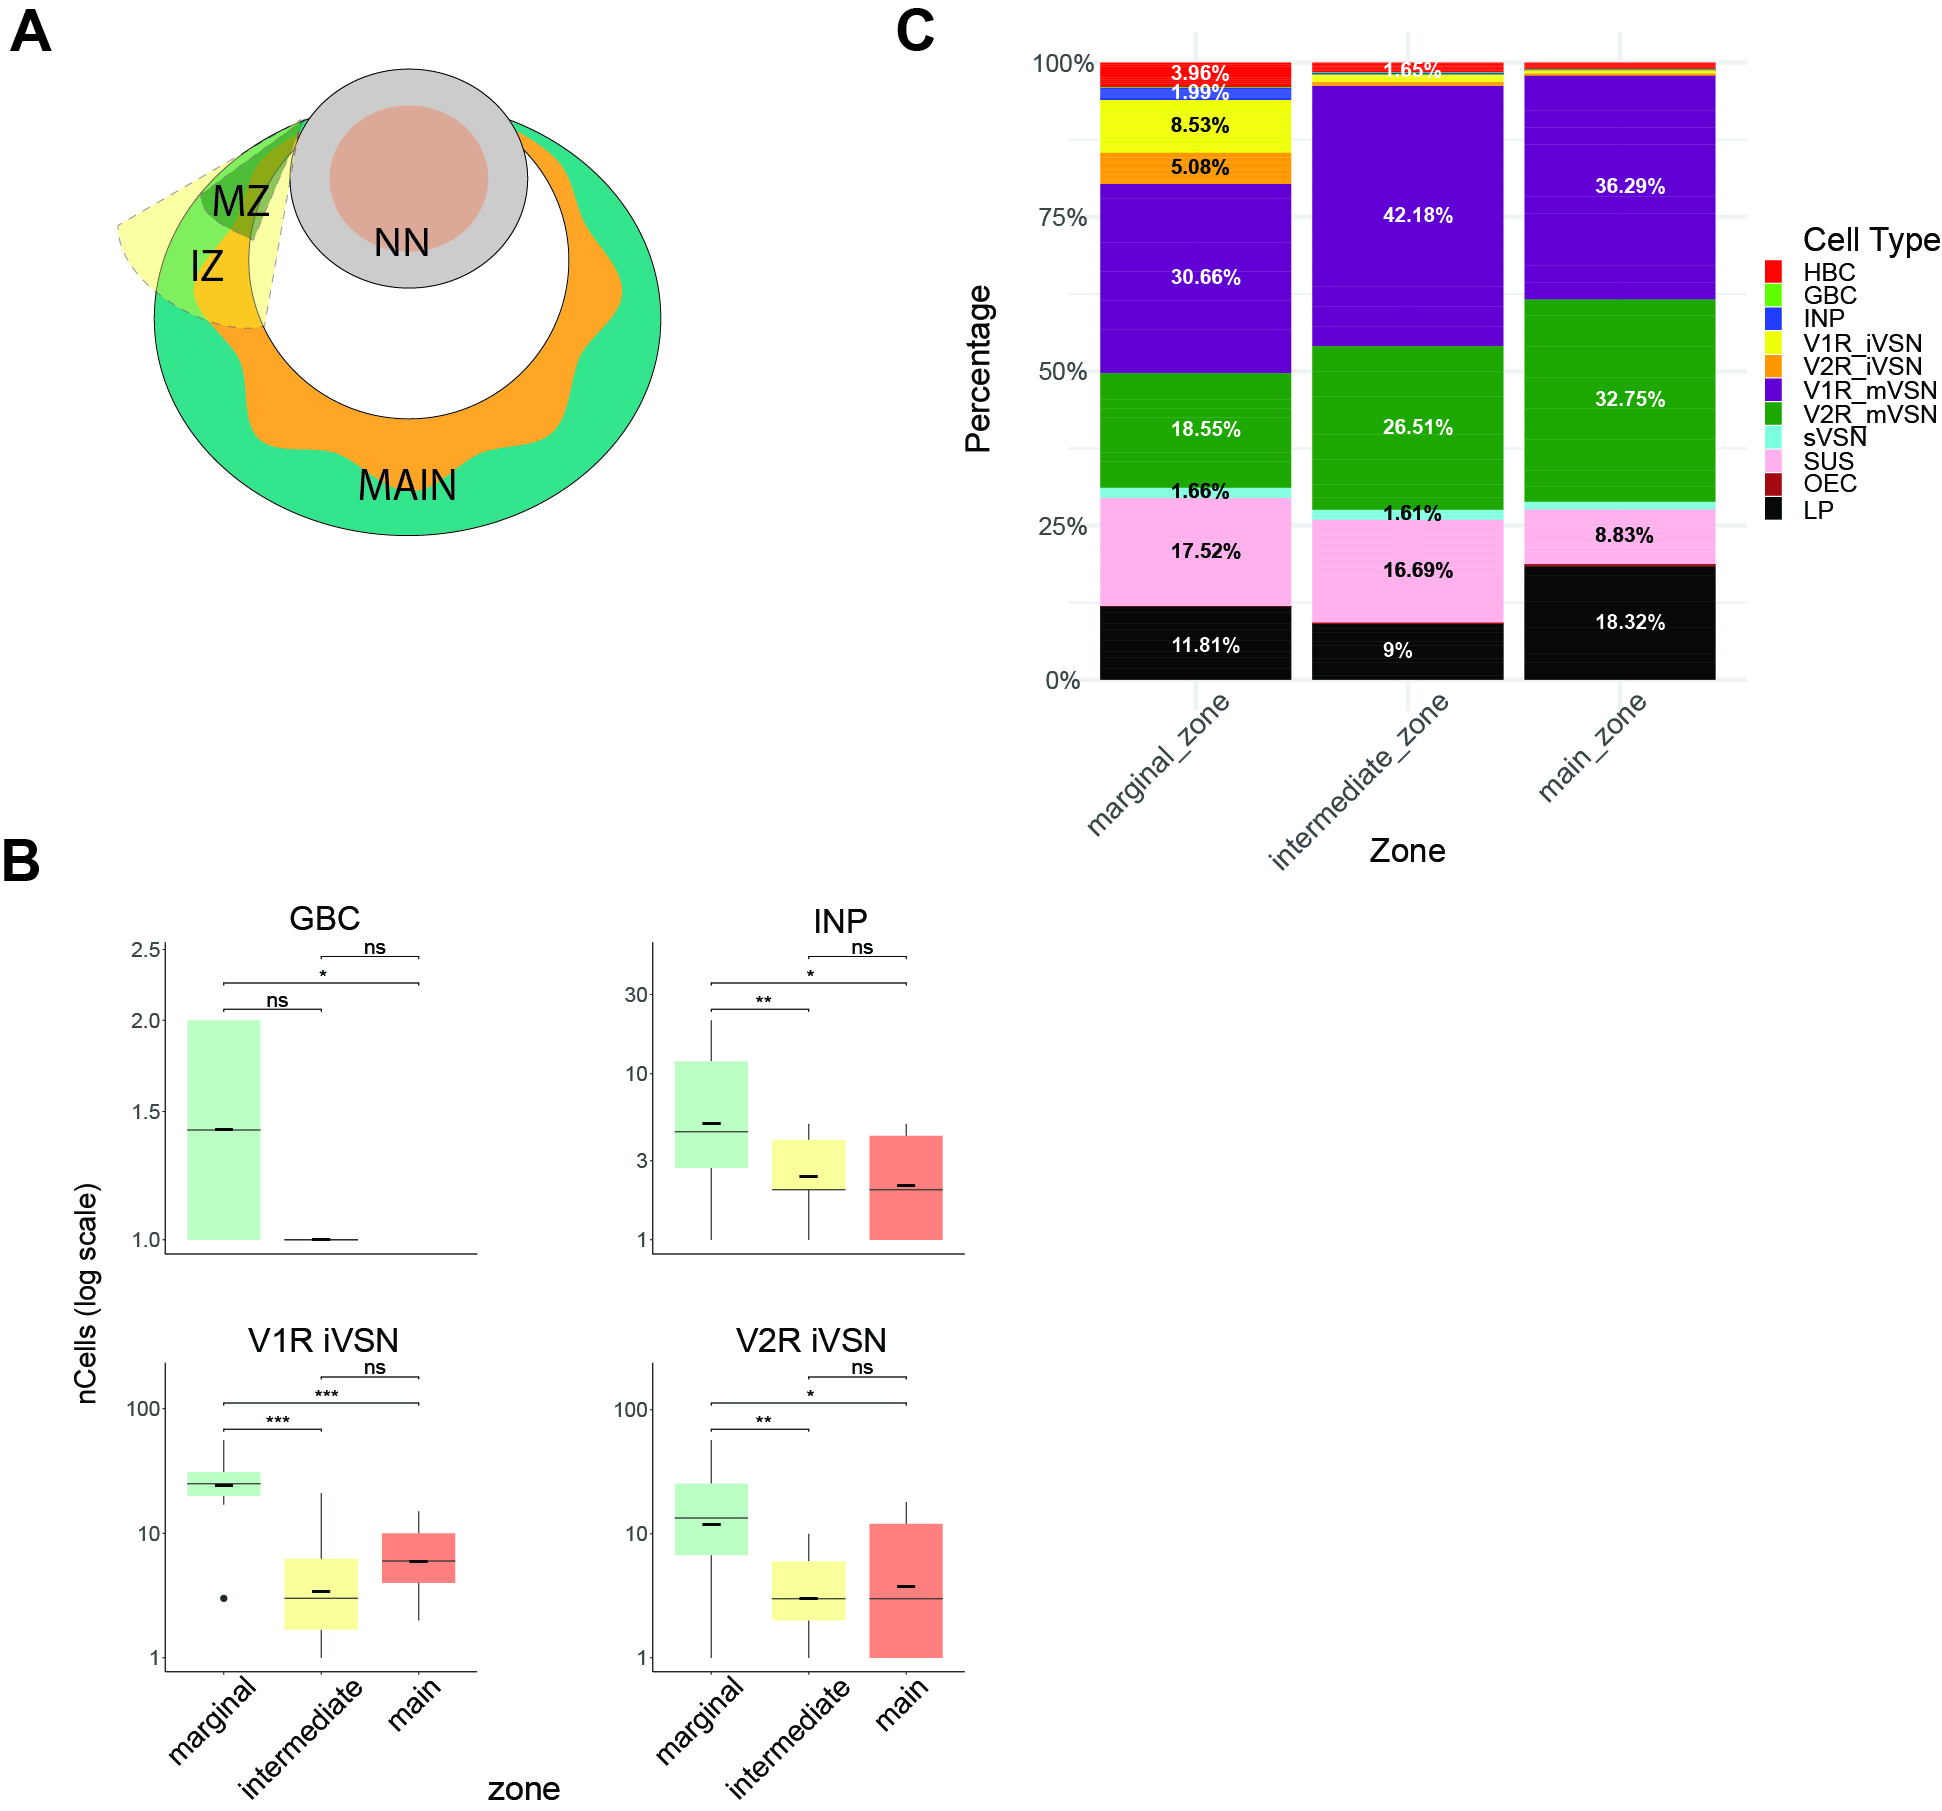 A
MZ
IZ
NN
MAIN
C
100%
75%
50%
25%
0%
Percentage
3.96%
1.99%
8.53%
5.08%
30.66%
18.55%
1.66%
17.52%
11.81%
1.65%
42.18%
26.51%
1.61%
16.69%
9%
36.29%
32.75%
8.83%
18.32%
marginal_zone
intermediate_zone
main_zone
Zone
Cell Type
HBC
GBC
INP
V1R_iVSN
V2R_iVSN
V1R_mVSN
V2R_mVSN
sVSN
SUS
OEC
LP
B
nCells (log scale)
GBC
2.5
2.0
1.5
1.0
ns
*
ns
INP
30
10
3
1
ns
*
**
V1R iVSN
100
10
1
ns
***
***
marginal
intermediate
main
V2R iVSN
100
10
1
ns
*
**
marginal
intermediate
main
zone